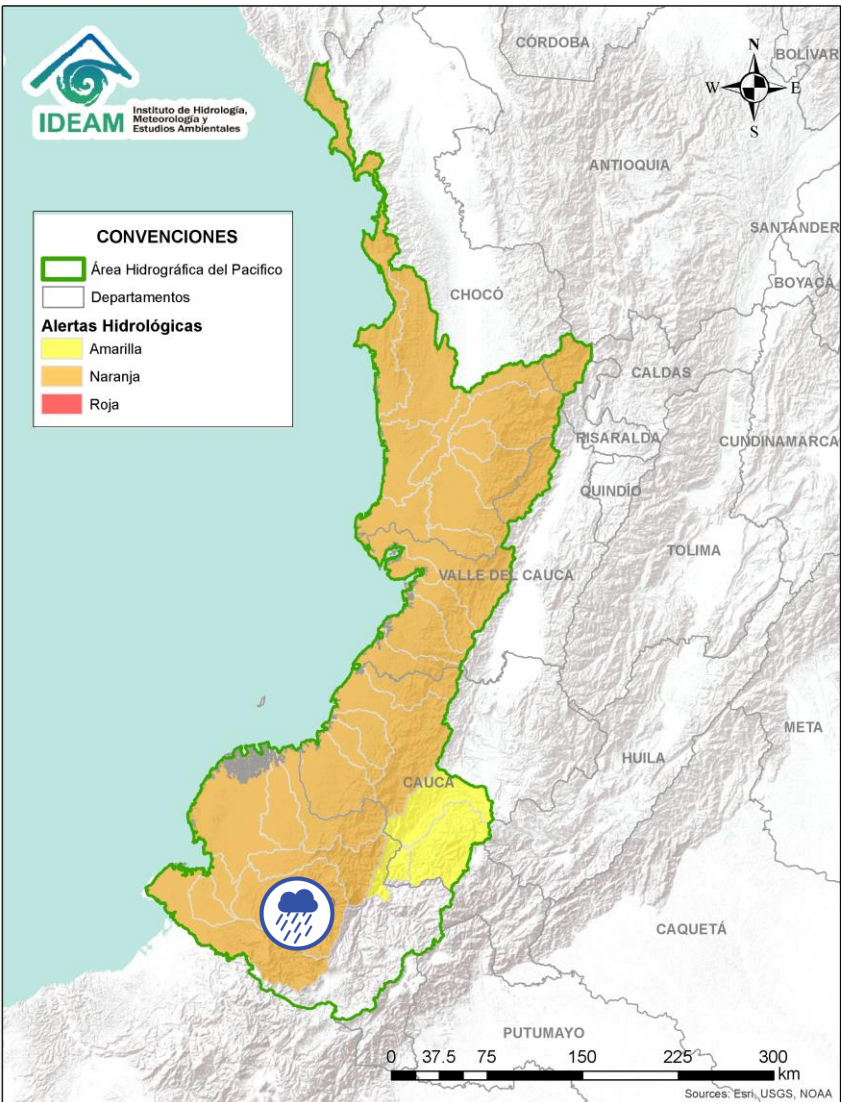 IDEAM
Instituto de Hidrología,
Meteorología y
Estudios Ambientales
N
W
E
S
CONVENCIONES
Área Hidrográfica del Pacifico
Departamentos
Alertas Hidrológicas
Amarilla
Naranja
Roja
CÓRDOBA
BOLIVAR
ANTIOQUIA
SANTANDER
BOYACÁ
CHOCÓ
CALDAS
RISARALDA
CUNDINAMARCA
QUINDÍO
TOLIMA
VALLE DEL CAUCA
META
HUILA
CAUCA
CAQUETÁ
PUTUMAYO
0 37.5 75 150 225 300
km
Sources: Esri, USGS, NOAA